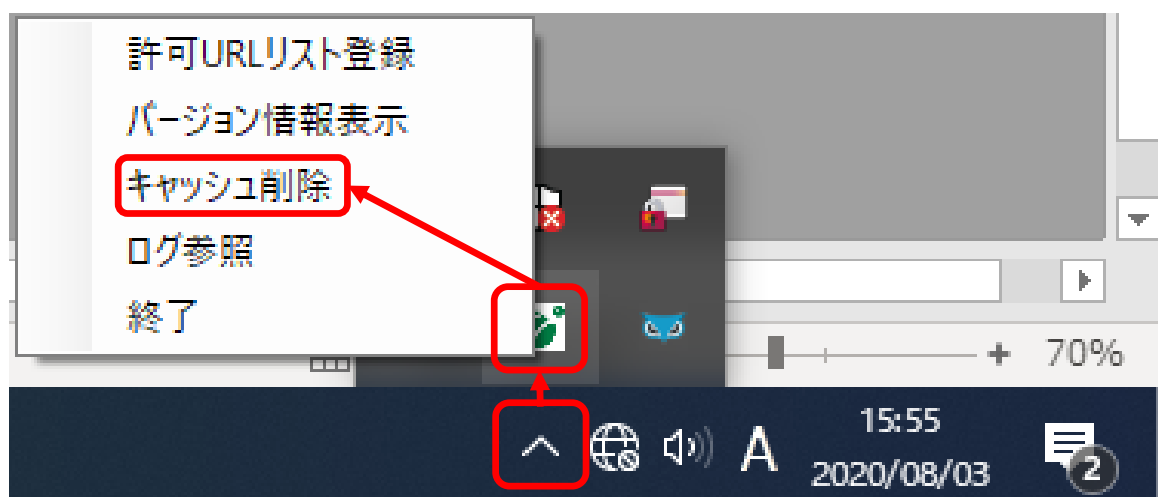 許可URLリスト登録
バージョン情報表示
キャッシュ削除
ログ参照
終了
70%
A
15:55
2020/08/03
2